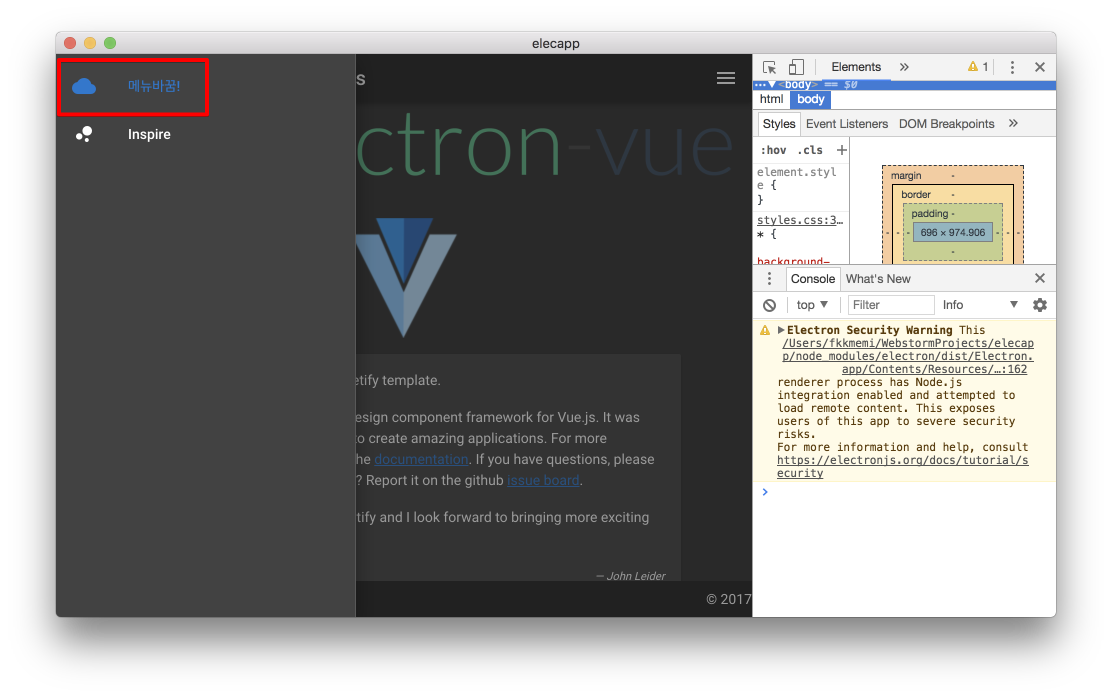 elecapp
메뉴바꿈!
Inspire
s
ctron-vue
etify template.
esign component framework for Vue.js. It was
to create amazing applications. For more
he documentation. If you have questions, please
? Report it on the github issue board.
tify and I look forward to bringing more exciting
— John Leider
© 2017
Elements » 1
…▼<body> == $0
html body
Styles Event Listeners DOM Breakpoints »
:hov .cls +
element.styl
e {
}
styles.css:3…
* {
background-
margin -
border -
padding -
- - - 696 × 974.906 - - -
-
Console What's New
top ▼ Filter Info ▼
▶Electron Security Warning This
/Users/fkkmemi/WebstormProjects/elecap
p/node_modules/electron/dist/Electron.
app/Contents/Resources/…:162
renderer process has Node.js
integration enabled and attempted to
load remote content. This exposes
users of this app to severe security
risks.
For more information and help, consult
https://electronjs.org/docs/tutorial/s
ecurity
>